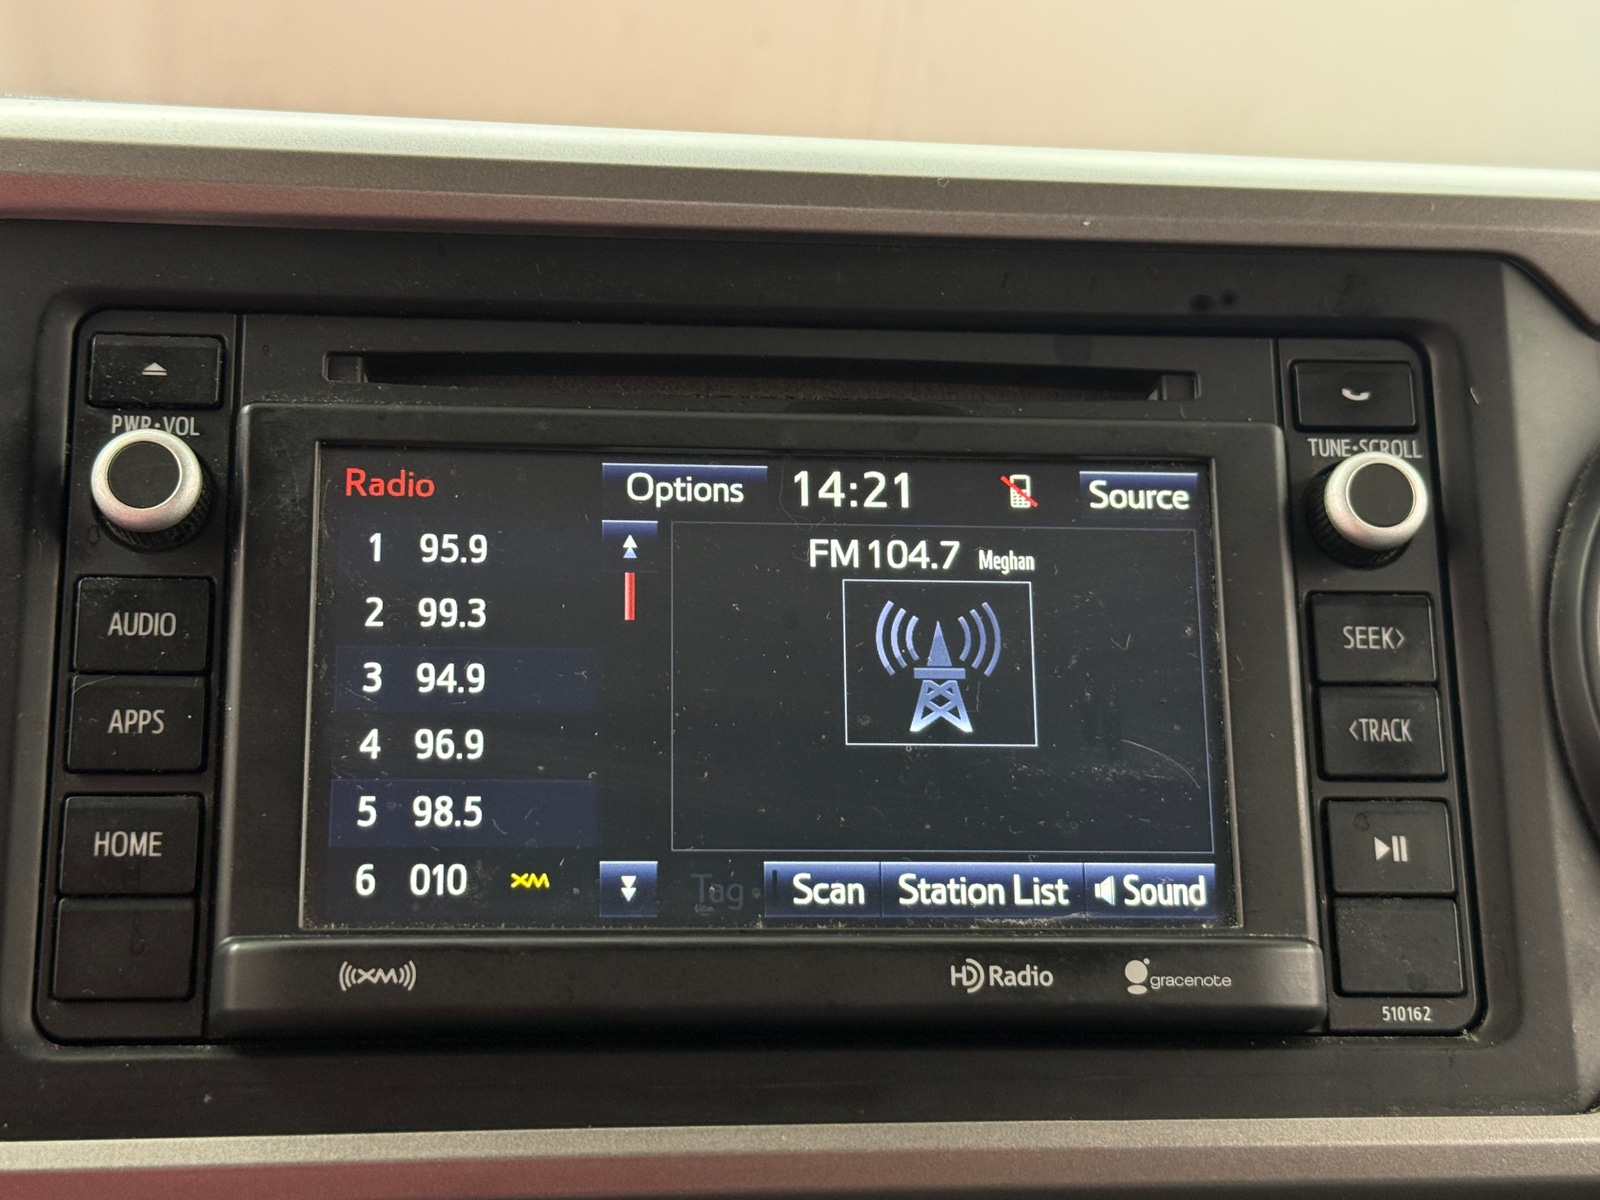 PWR•VOL
TUNE•SCROLL
Radio Options 14:21 Source
1 95.9
2 99.3
3 94.9
4 96.9
5 98.5
6 010 XM
FM 104.7 Meghan
Tag
Scan Station List Sound
AUDIO
APPS
HOME
SEEK>
<TRACK
((XM))
HD Radio
gracenote
510162